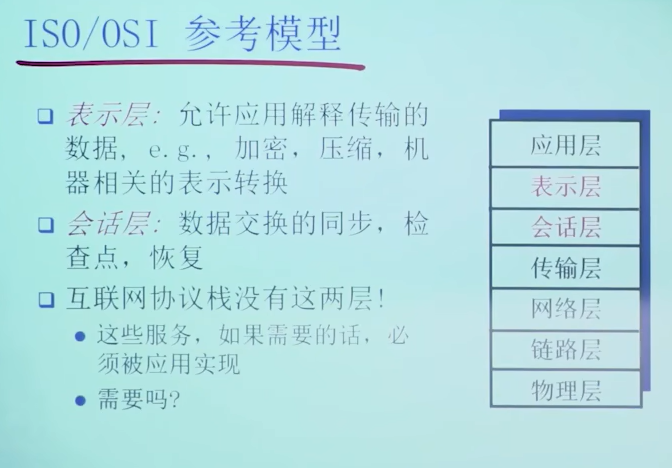 ISO/OSI 参考模型
表示层: 允许应用解释传输的
数据, e.g., 加密, 压缩, 机
器相关的表示转换
会话层: 数据交换的同步, 检
查点, 恢复
互联网协议栈没有这两层!
这些服务, 如果需要的话, 必
须被应用实现
需要吗?
应用层
表示层
会话层
传输层
网络层
链路层
物理层